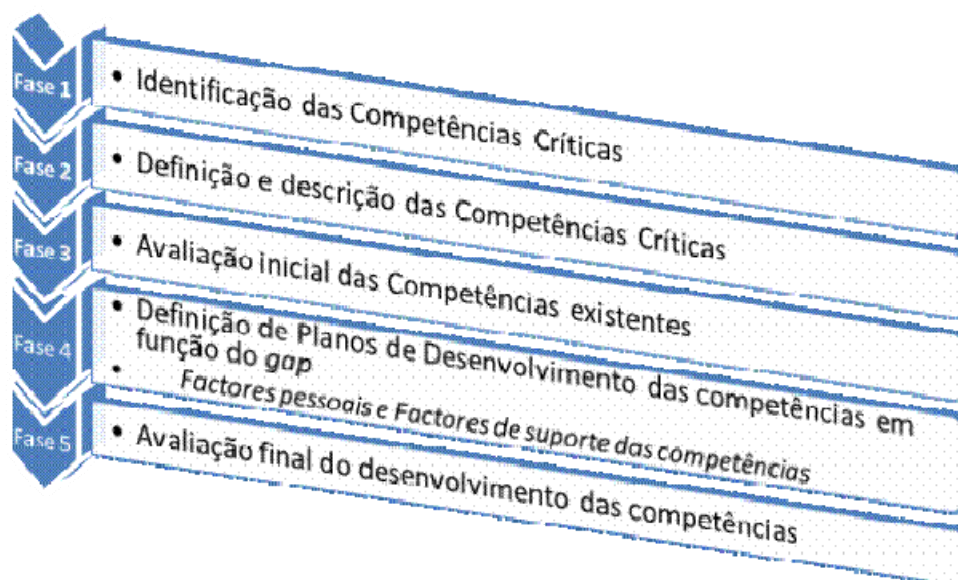 Fase 1
• Identificação das Competências Críticas
Fase 2
• Definição e descrição das Competências Críticas
Fase 3
• Avaliação inicial das Competências existentes
Fase 4
• Definição de Planos de Desenvolvimento das competências em
função do gap
• Factores pessoais e Factores de suporte das competências
Fase 5
• Avaliação final do desenvolvimento das competências